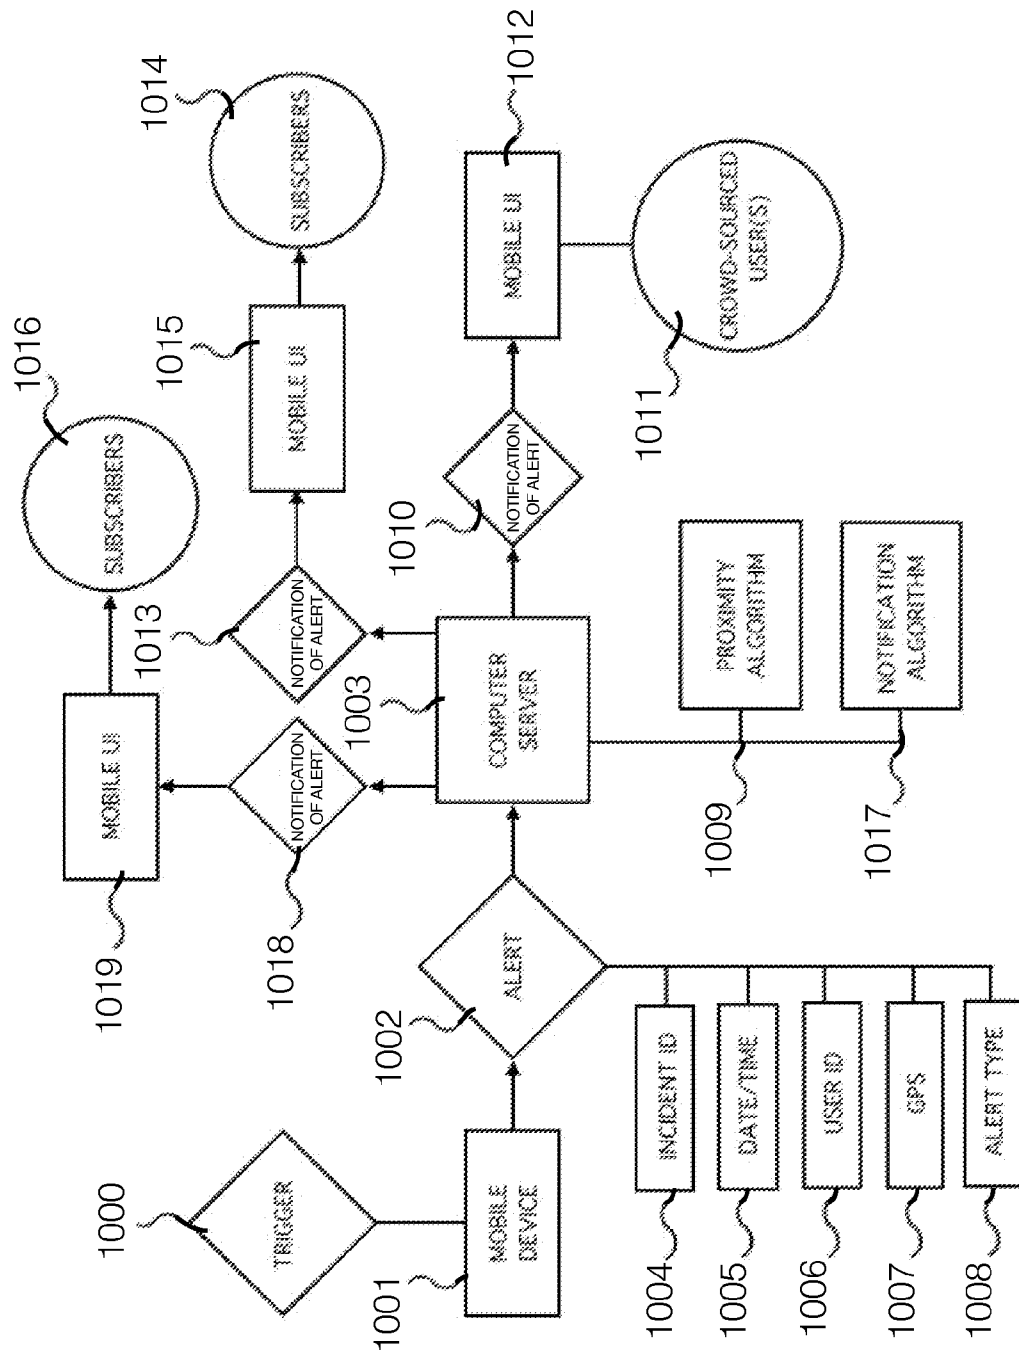 1000
TRIGGER
1001
MOBILE
DEVICE
1002
ALERT
1004
INCIDENT ID
1005
DATE/TIME
1006
USER ID
1007
GPS
1008
ALERT TYPE
1003
COMPUTER
SERVER
1009
PROXIMITY
ALGORITHM
1017
NOTIFICATION
ALGORITHM
1018
NOTIFICATION
OF ALERT
1019
MOBILE UI
1016
SUBSCRIBERS
1013
NOTIFICATION
OF ALERT
1015
MOBILE UI
1014
SUBSCRIBERS
1010
NOTIFICATION
OF ALERT
1012
MOBILE UI
1011
CROWD-SOURCED
USER(S)